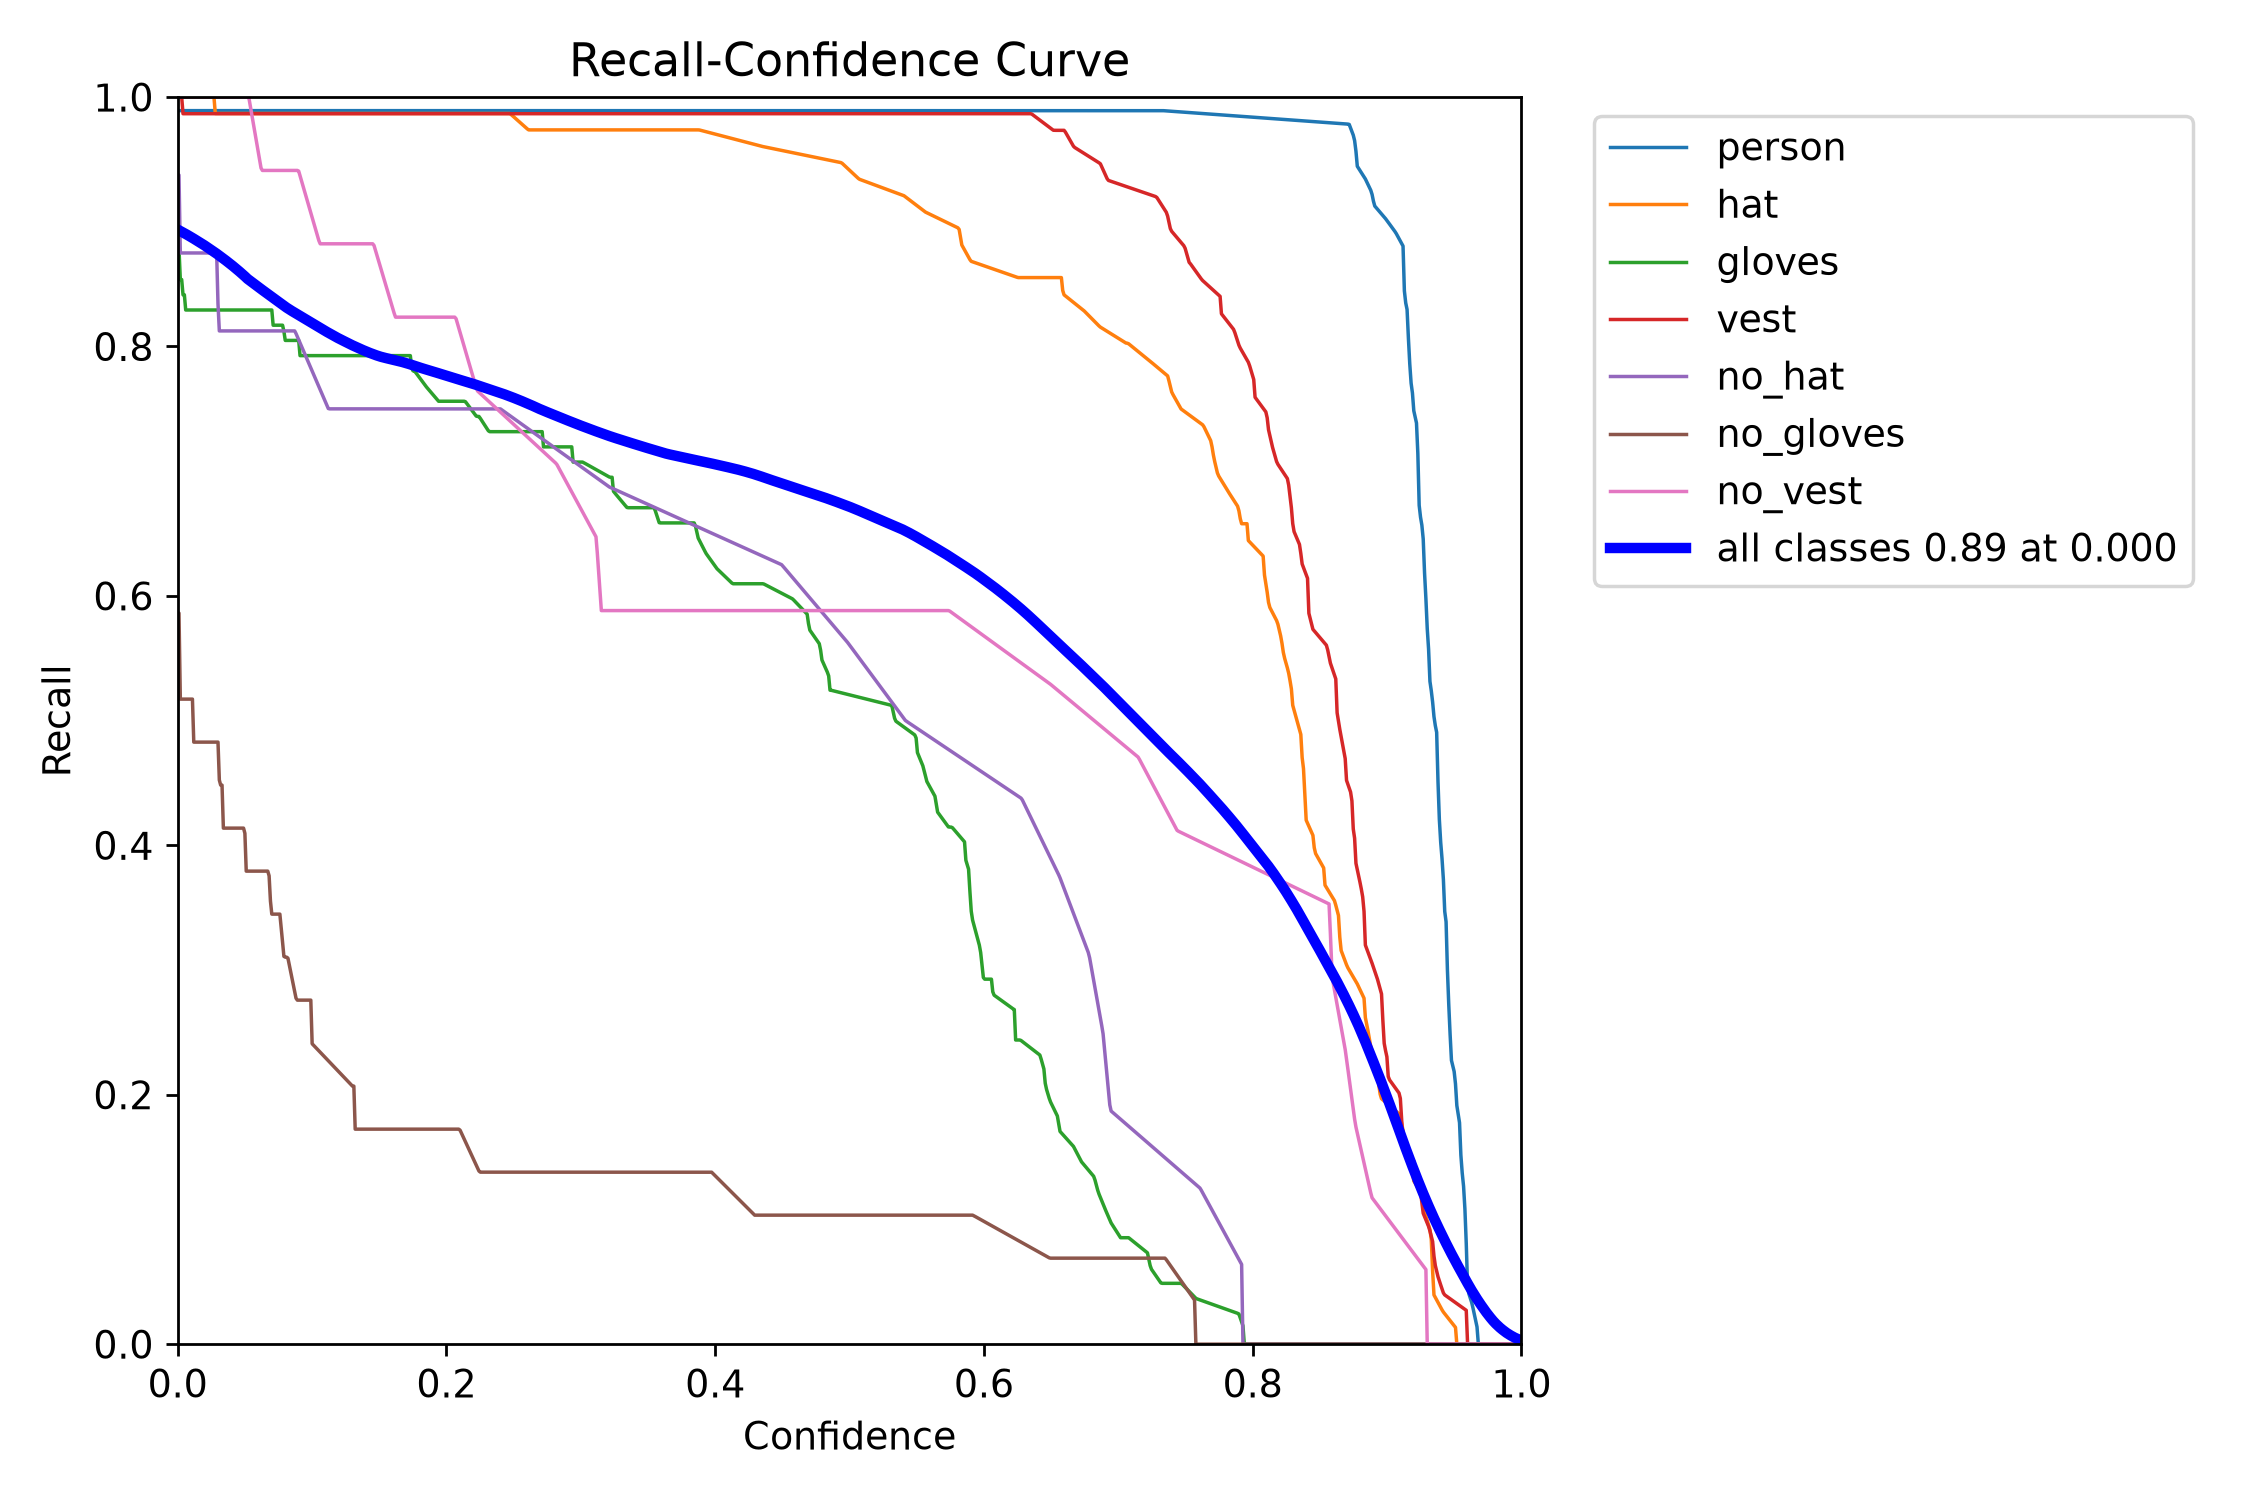 Recall-Confidence Curve
1.0
0.8
0.6
0.4
0.2
0.0
Recall
0.0 0.2 0.4 0.6 0.8 1.0
Confidence
person
hat
gloves
vest
no_hat
no_gloves
no_vest
all classes 0.89 at 0.000